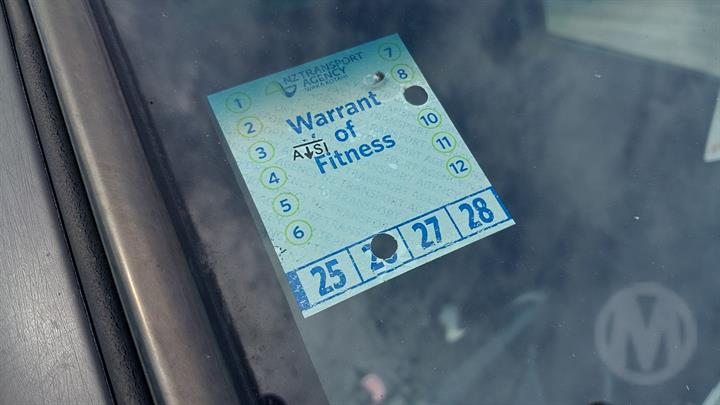 NZ TRANSPORT
AGENCY
WAKA KOTAHI
Warrant
of
Fitness
A↓SI
1
2
3
4
5
6
7
8
10
11
12
25
27
28
M